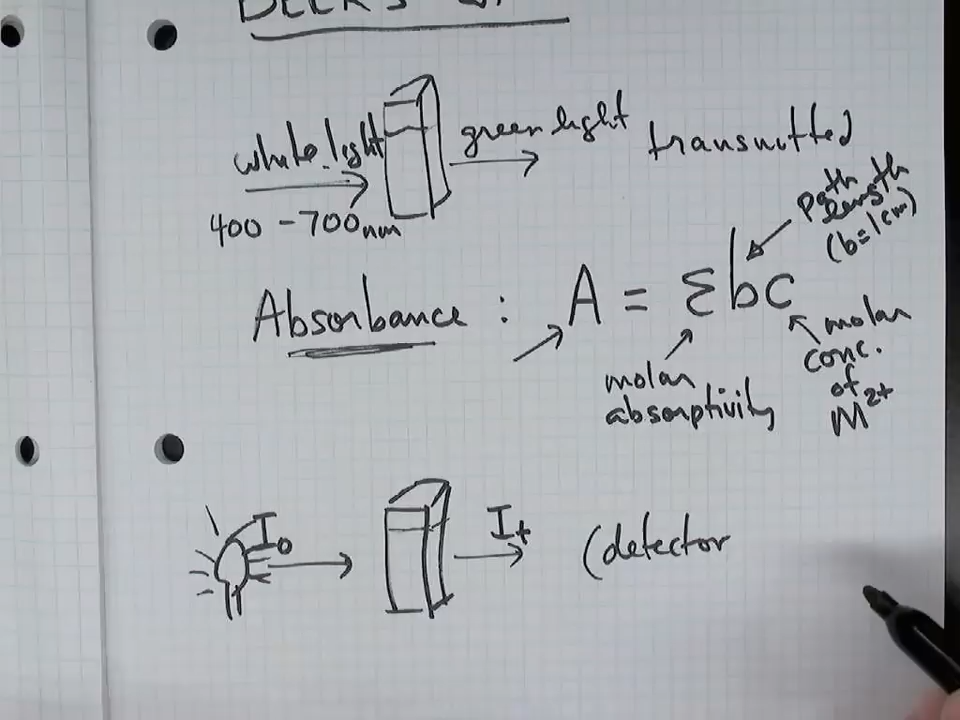 BEER'S
white light
green light
transmitted
400 - 700nm
path
length
(b=1cm)
Absorbance : A = εbc
molar
absorptivity
molar
conc.
of
M²⁺
I₀
Iₜ
(detector